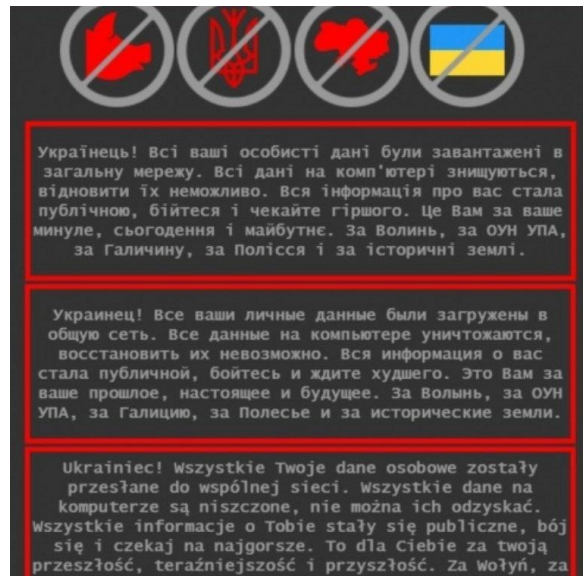 Українець! Всі ваші особисті дані були завантажені в
загальну мережу. Всі дані на комп'ютері знищуються,
відновити їх неможливо. Вся інформація про вас стала
публічною, бійтеся і чекайте гіршого. Це Вам за ваше
минуле, сьогодення і майбутнє. За Волинь, за ОУН УПА,
за Галичину, за Полісся і за історичні землі.
Украинец! Все ваши личные данные были загружены в
общую сеть. Все данные на компьютере уничтожаются,
восстановить их невозможно. Вся информация о вас
стала публичной, бойтесь и ждите худшего. Это Вам за
ваше прошлое, настоящее и будущее. За Волынь, за ОУН
УПА, за Галицию, за Полесье и за исторические земли.
Ukrainiec! Wszystkie Twoje dane osobowe zostały
przesłane do wspólnej sieci. Wszystkie dane na
komputerze są niszczone, nie można ich odzyskać.
Wszystkie informacje o Tobie stały się publiczne, bój
się i czekaj na najgorsze. To dla Ciebie za twoją
przeszłość, teraźniejszość i przyszłość. Za Wołyń, za